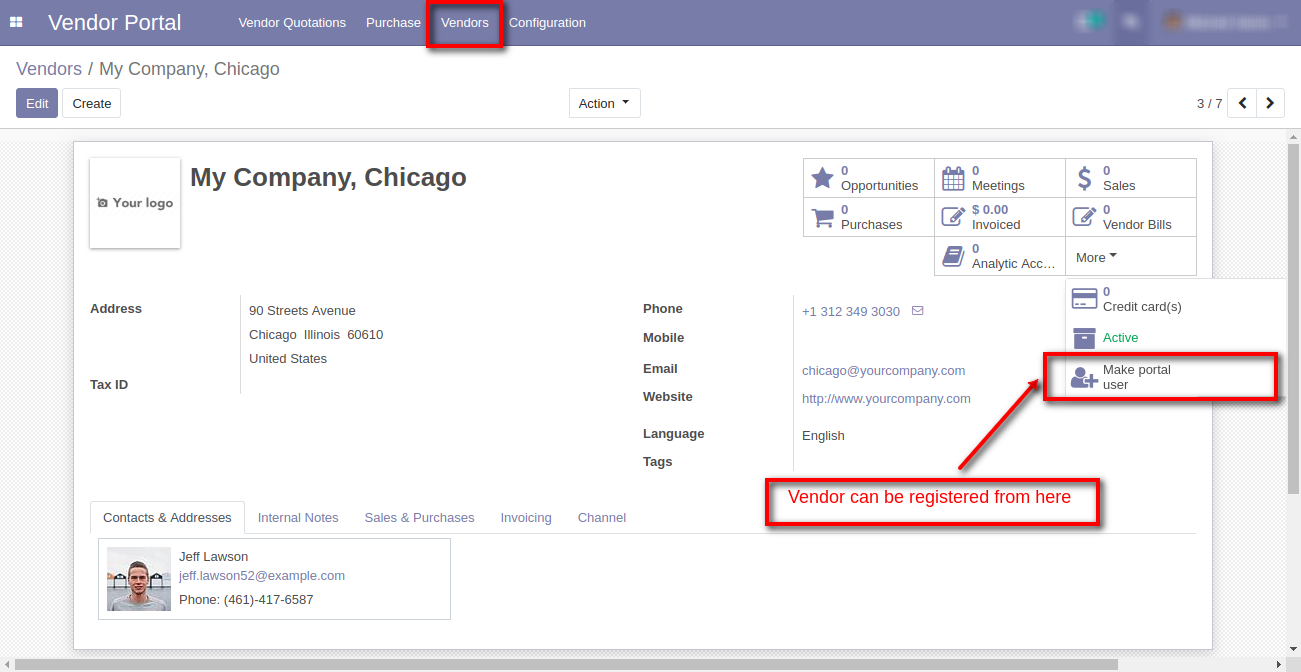 Vendor Portal
Vendor Quotations
Purchase
Vendors
Configuration
Vendors / My Company, Chicago
Edit
Create
Action
3 / 7
Your logo
My Company, Chicago
0
Opportunities
0
Meetings
$
0
Sales
0
Purchases
$ 0.00
Invoiced
0
Vendor Bills
0
Analytic Acc...
More
0
Credit card(s)
Active
Make portal
user
Address
90 Streets Avenue
Chicago Illinois 60610
United States
Tax ID
Phone
+1 312 349 3030
Mobile
Email
chicago@yourcompany.com
Website
http://www.yourcompany.com
Language
English
Tags
Vendor can be registered from here
Contacts & Addresses
Internal Notes
Sales & Purchases
Invoicing
Channel
Jeff Lawson
jeff.lawson52@example.com
Phone: (461)-417-6587